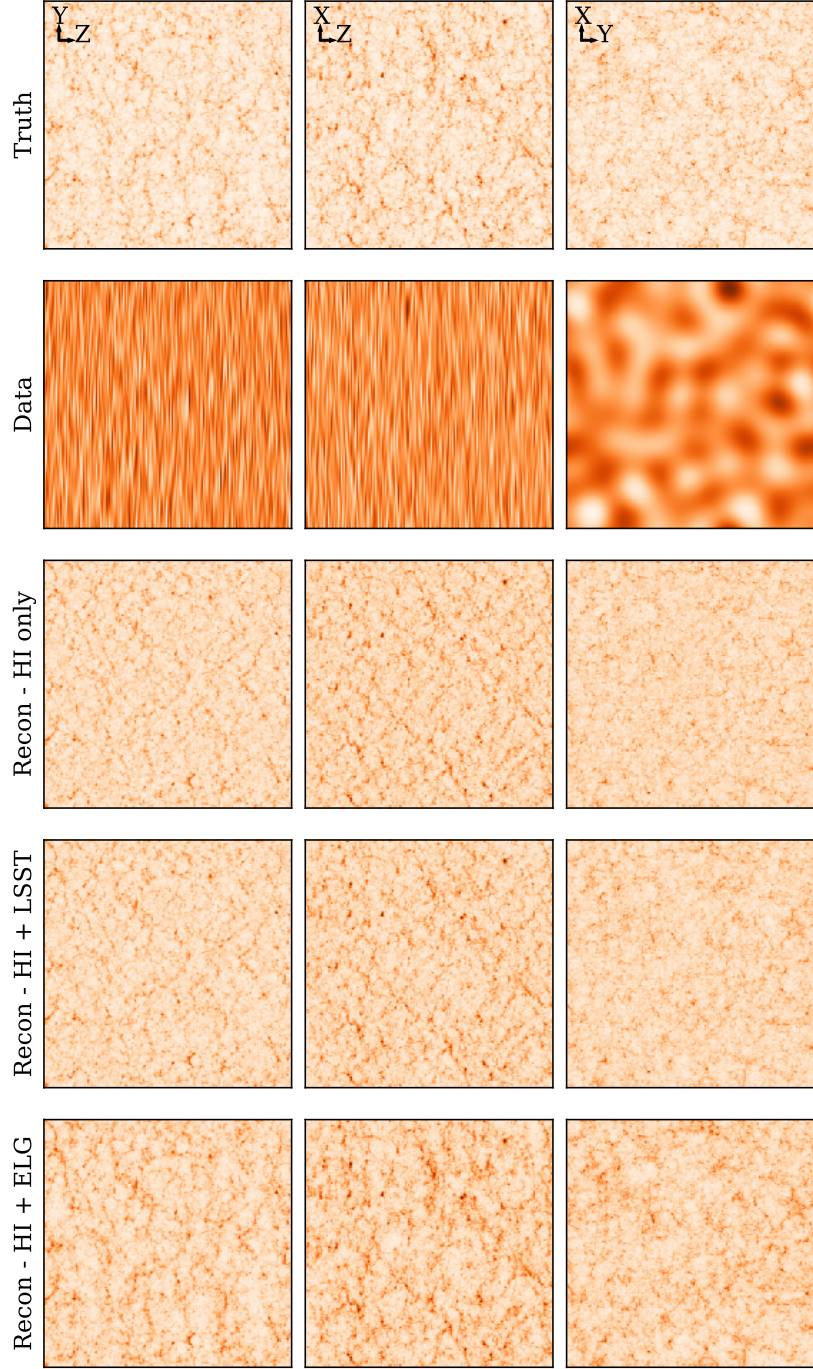 Y
Z
X
Z
X
Y
Truth
Data
Recon - HI only
Recon - HI + LSST
Recon - HI + ELG